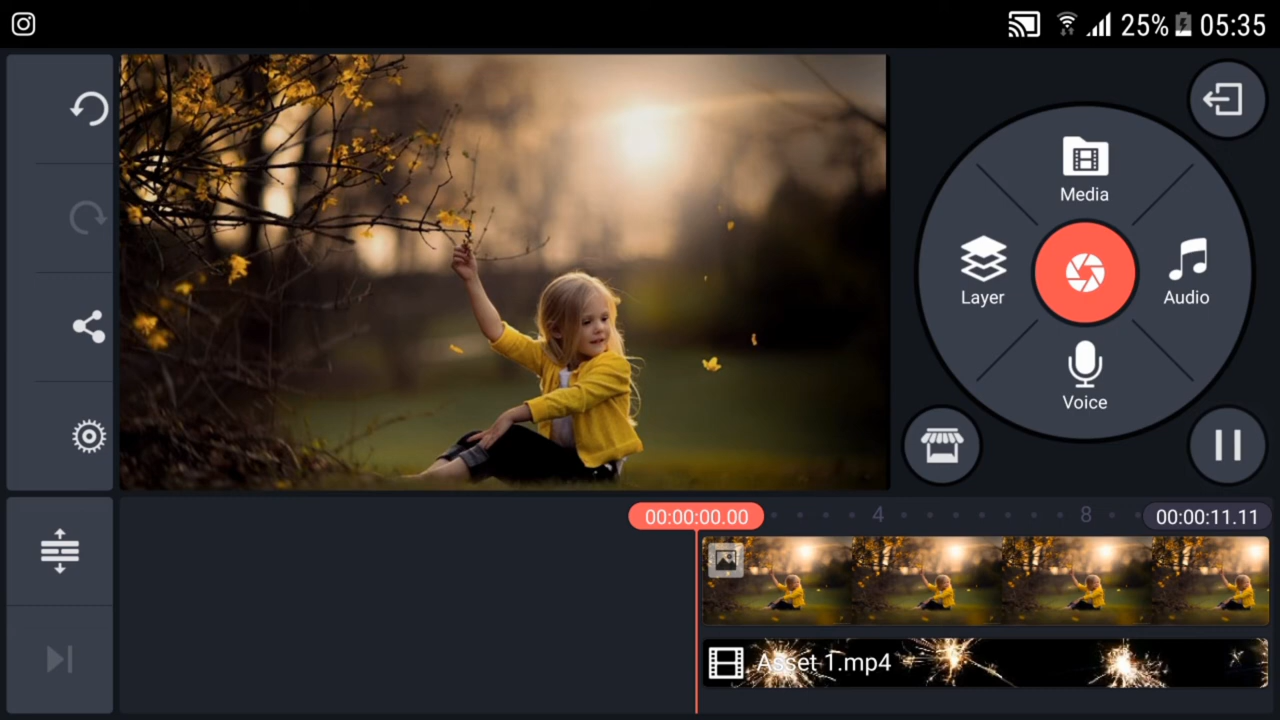 25% 05:35
Media
Layer
Audio
Voice
00:00:00.00 4 8 00:00:11.11
Asset 1.mp4